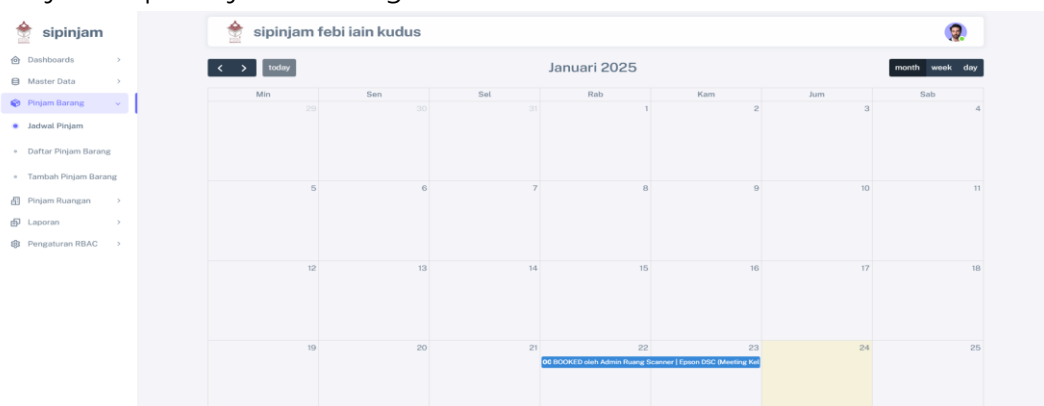 sipinjam
sipinjam febi iain kudus
Dashboards
Master Data
Pinjam Barang
Jadwal Pinjam
Daftar Pinjam Barang
Tambah Pinjam Barang
Pinjam Ruangan
Laporan
Pengaturan RBAC
today
Januari 2025
month week day
Min Sen Sel Rab Kam Jum Sab
29 30 31 1 2 3 4
5 6 7 8 9 10 11
12 13 14 15 16 17 18
19 20 21 22 23 24 25
BOOKED oleh Admin Ruang Scanner | Epson DSC (Meeting Kel